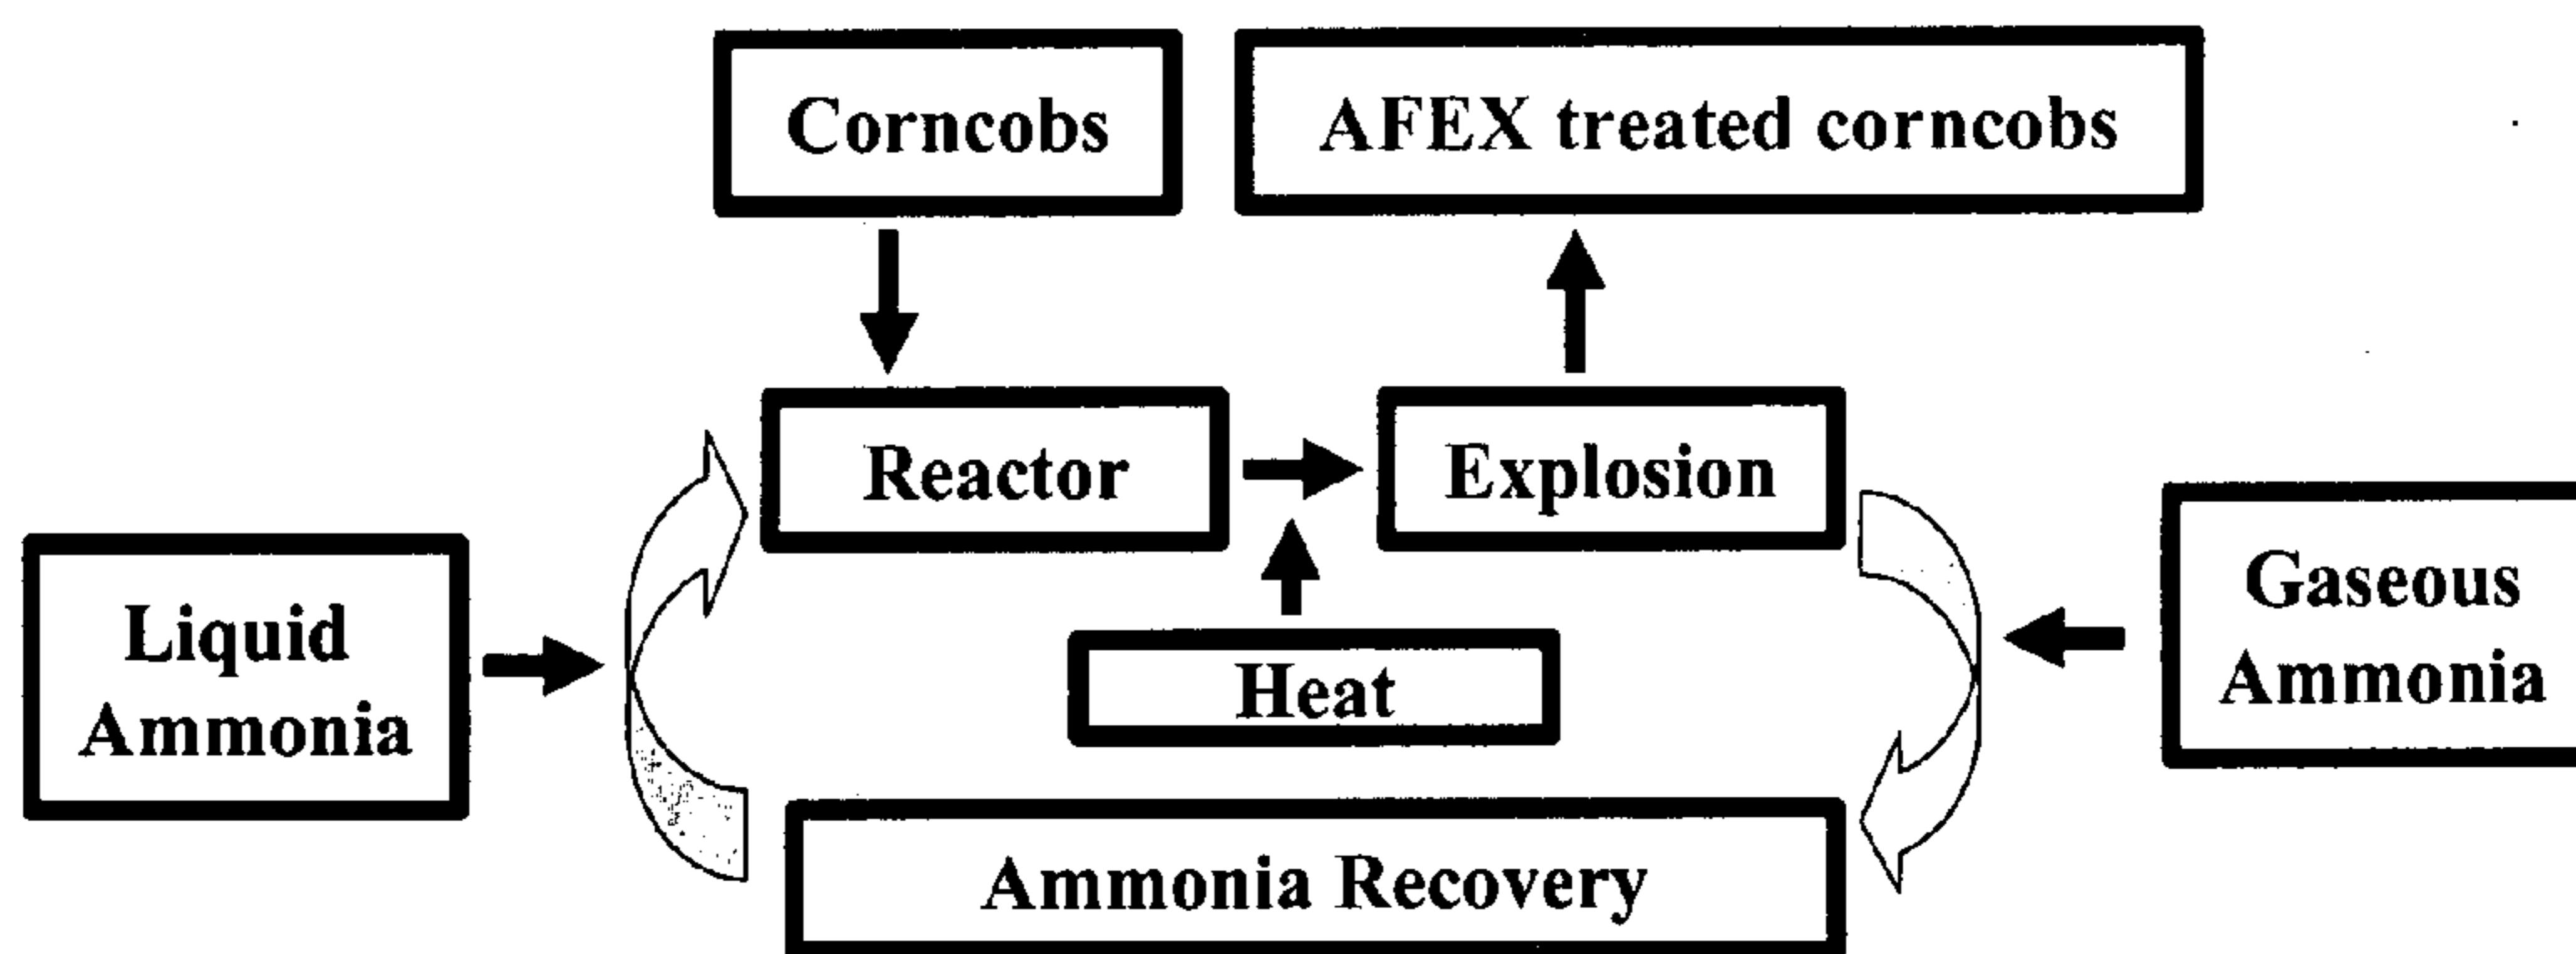 Corncobs
AFEX treated corncobs
Reactor
Explosion
Liquid
Ammonia
Gaseous
Ammonia
Heat
Ammonia Recovery